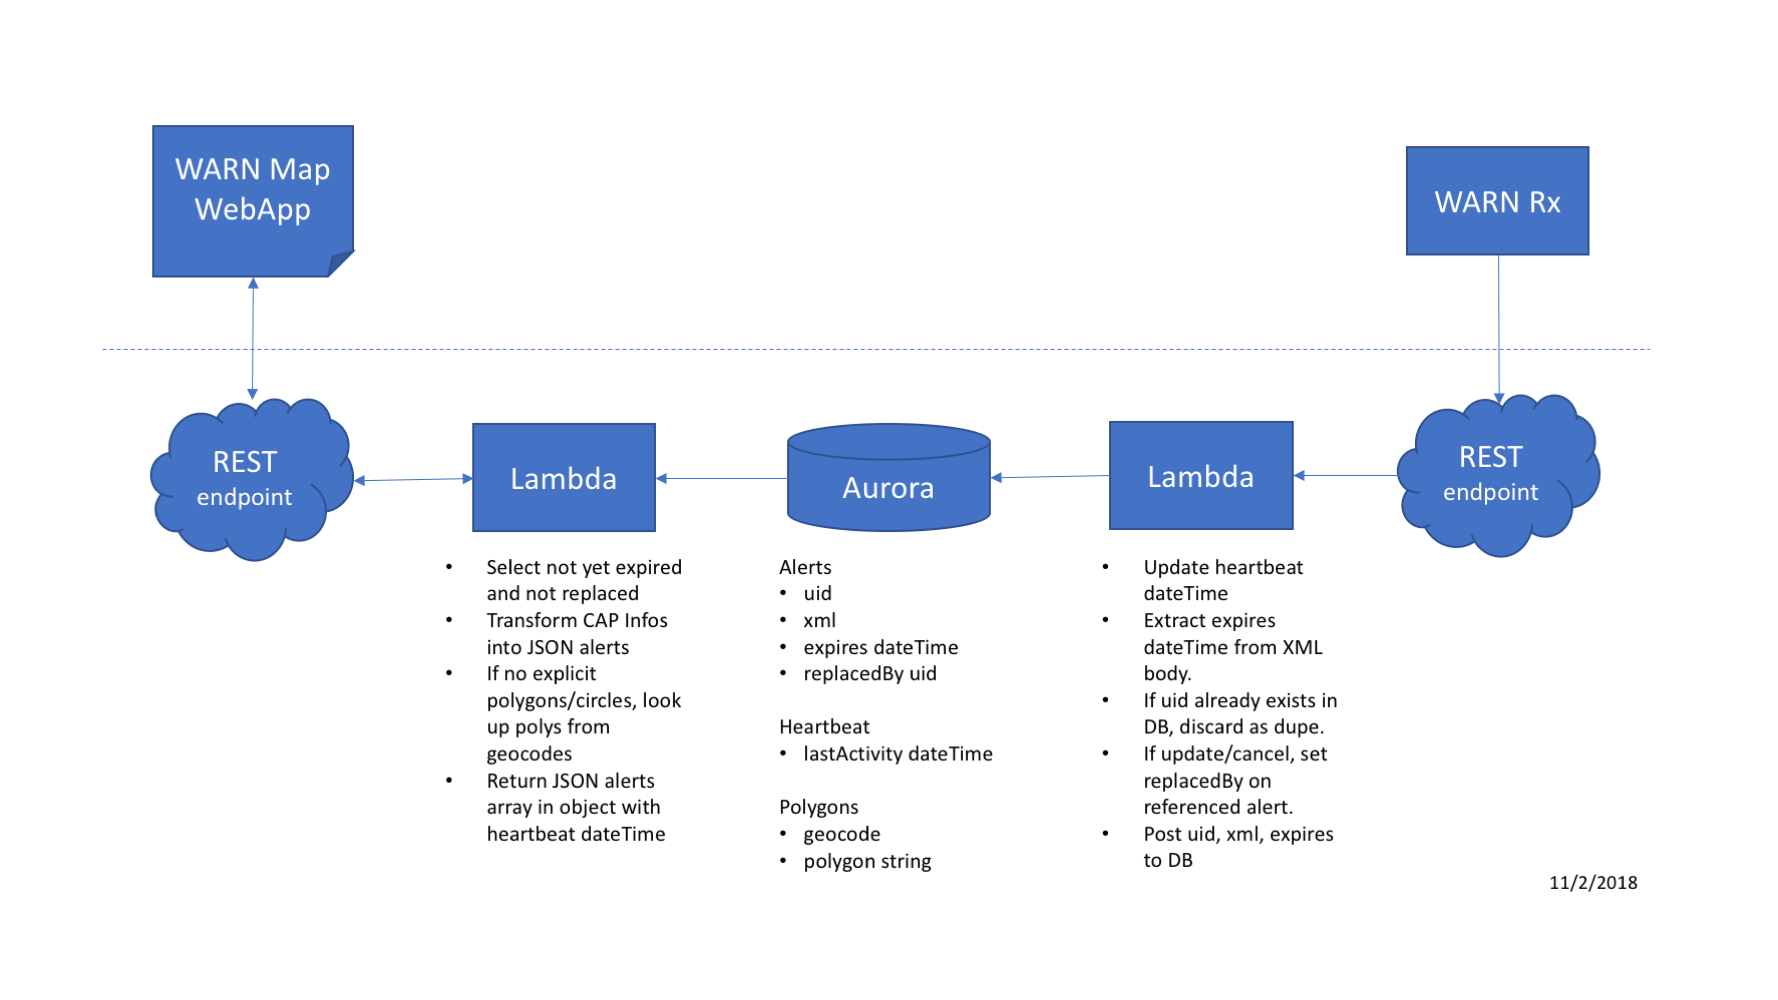 WARN Map
WebApp
WARN Rx
REST
endpoint
Lambda
Aurora
Lambda
REST
endpoint
• Select not yet expired
and not replaced
• Transform CAP Infos
into JSON alerts
• If no explicit
polygons/circles, look
up polys from
geocodes
• Return JSON alerts
array in object with
heartbeat dateTime
Alerts
• uid
• xml
• expires dateTime
• replacedBy uid
Heartbeat
• lastActivity dateTime
Polygons
• geocode
• polygon string
• Update heartbeat
dateTime
• Extract expires
dateTime from XML
body.
• If uid already exists in
DB, discard as dupe.
• If update/cancel, set
replacedBy on
referenced alert.
• Post uid, xml, expires
to DB
11/2/2018